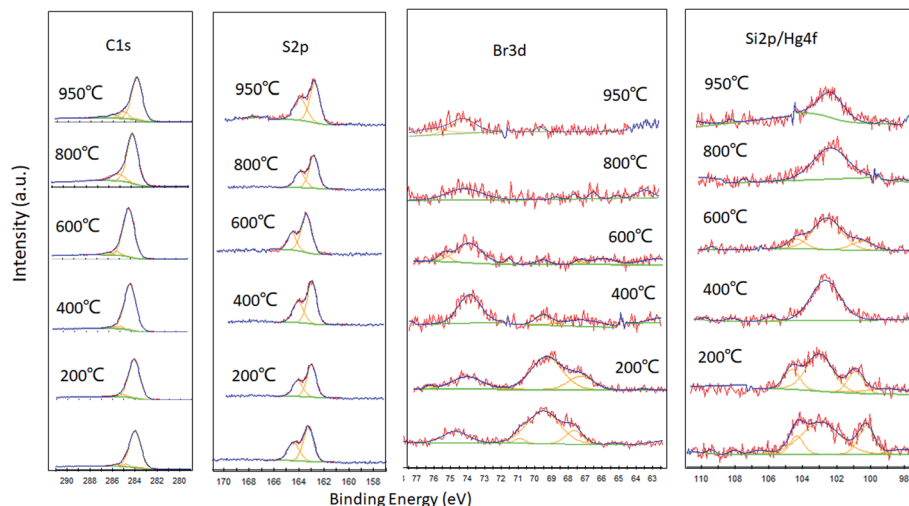 C1s
S2p
Br3d
Si2p/Hg4f
950℃
800℃
600℃
400℃
200℃
950℃
800℃
600℃
400℃
200℃
950℃
800℃
600℃
400℃
200℃
950℃
800℃
600℃
400℃
200℃
Intensity (a.u.)
290 288 286 284 282 280
170 168 166 164 162 160 158
77 76 75 74 73 72 71 70 69 68 67 66 65 64 63
110 108 106 104 102 100 98
Binding Energy (eV)